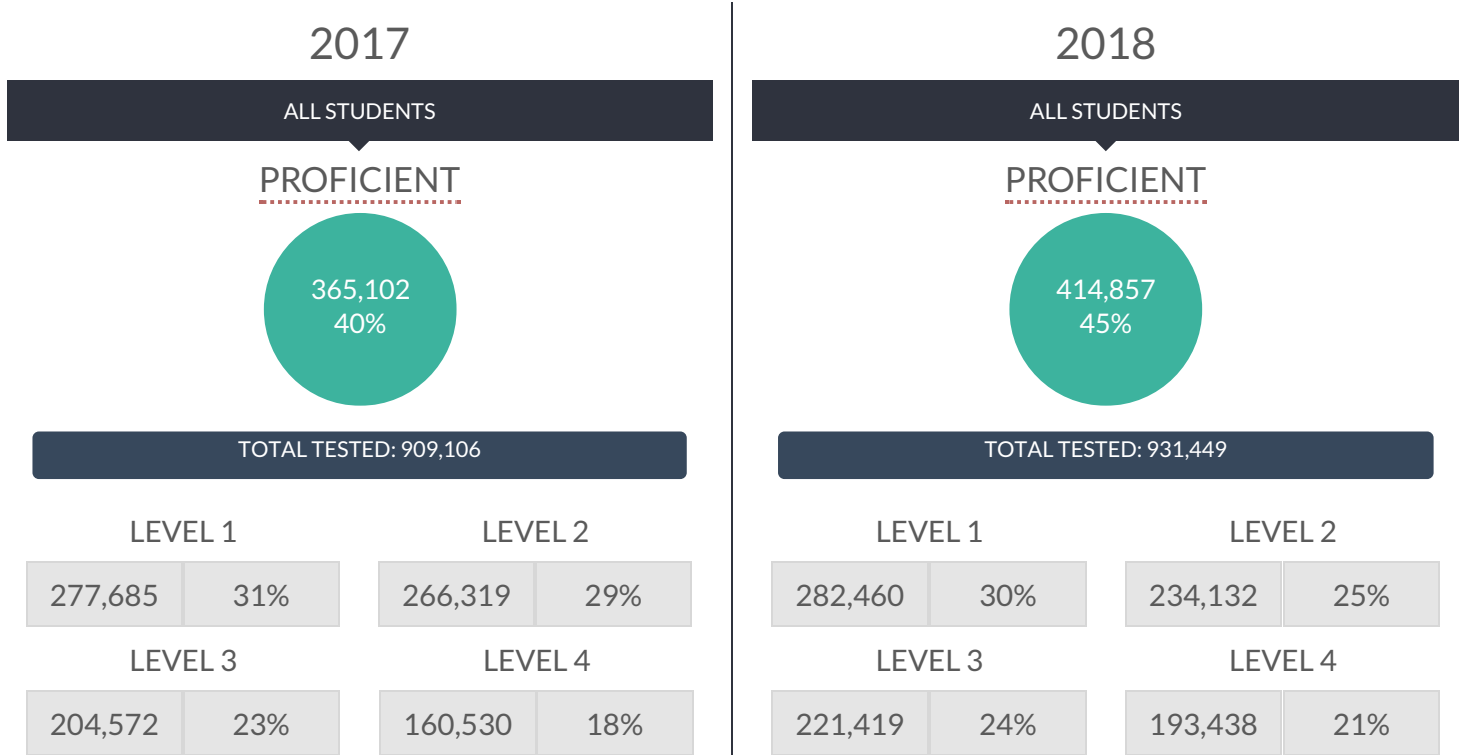 2017
ALL STUDENTS
PROFICIENT
365,102
40%
TOTAL TESTED: 909,106
LEVEL 1
LEVEL 2
277,685 31%
266,319 29%
LEVEL 3
LEVEL 4
204,572 23%
160,530 18%
2018
ALL STUDENTS
PROFICIENT
414,857
45%
TOTAL TESTED: 931,449
LEVEL 1
LEVEL 2
282,460 30%
234,132 25%
LEVEL 3
LEVEL 4
221,419 24%
193,438 21%